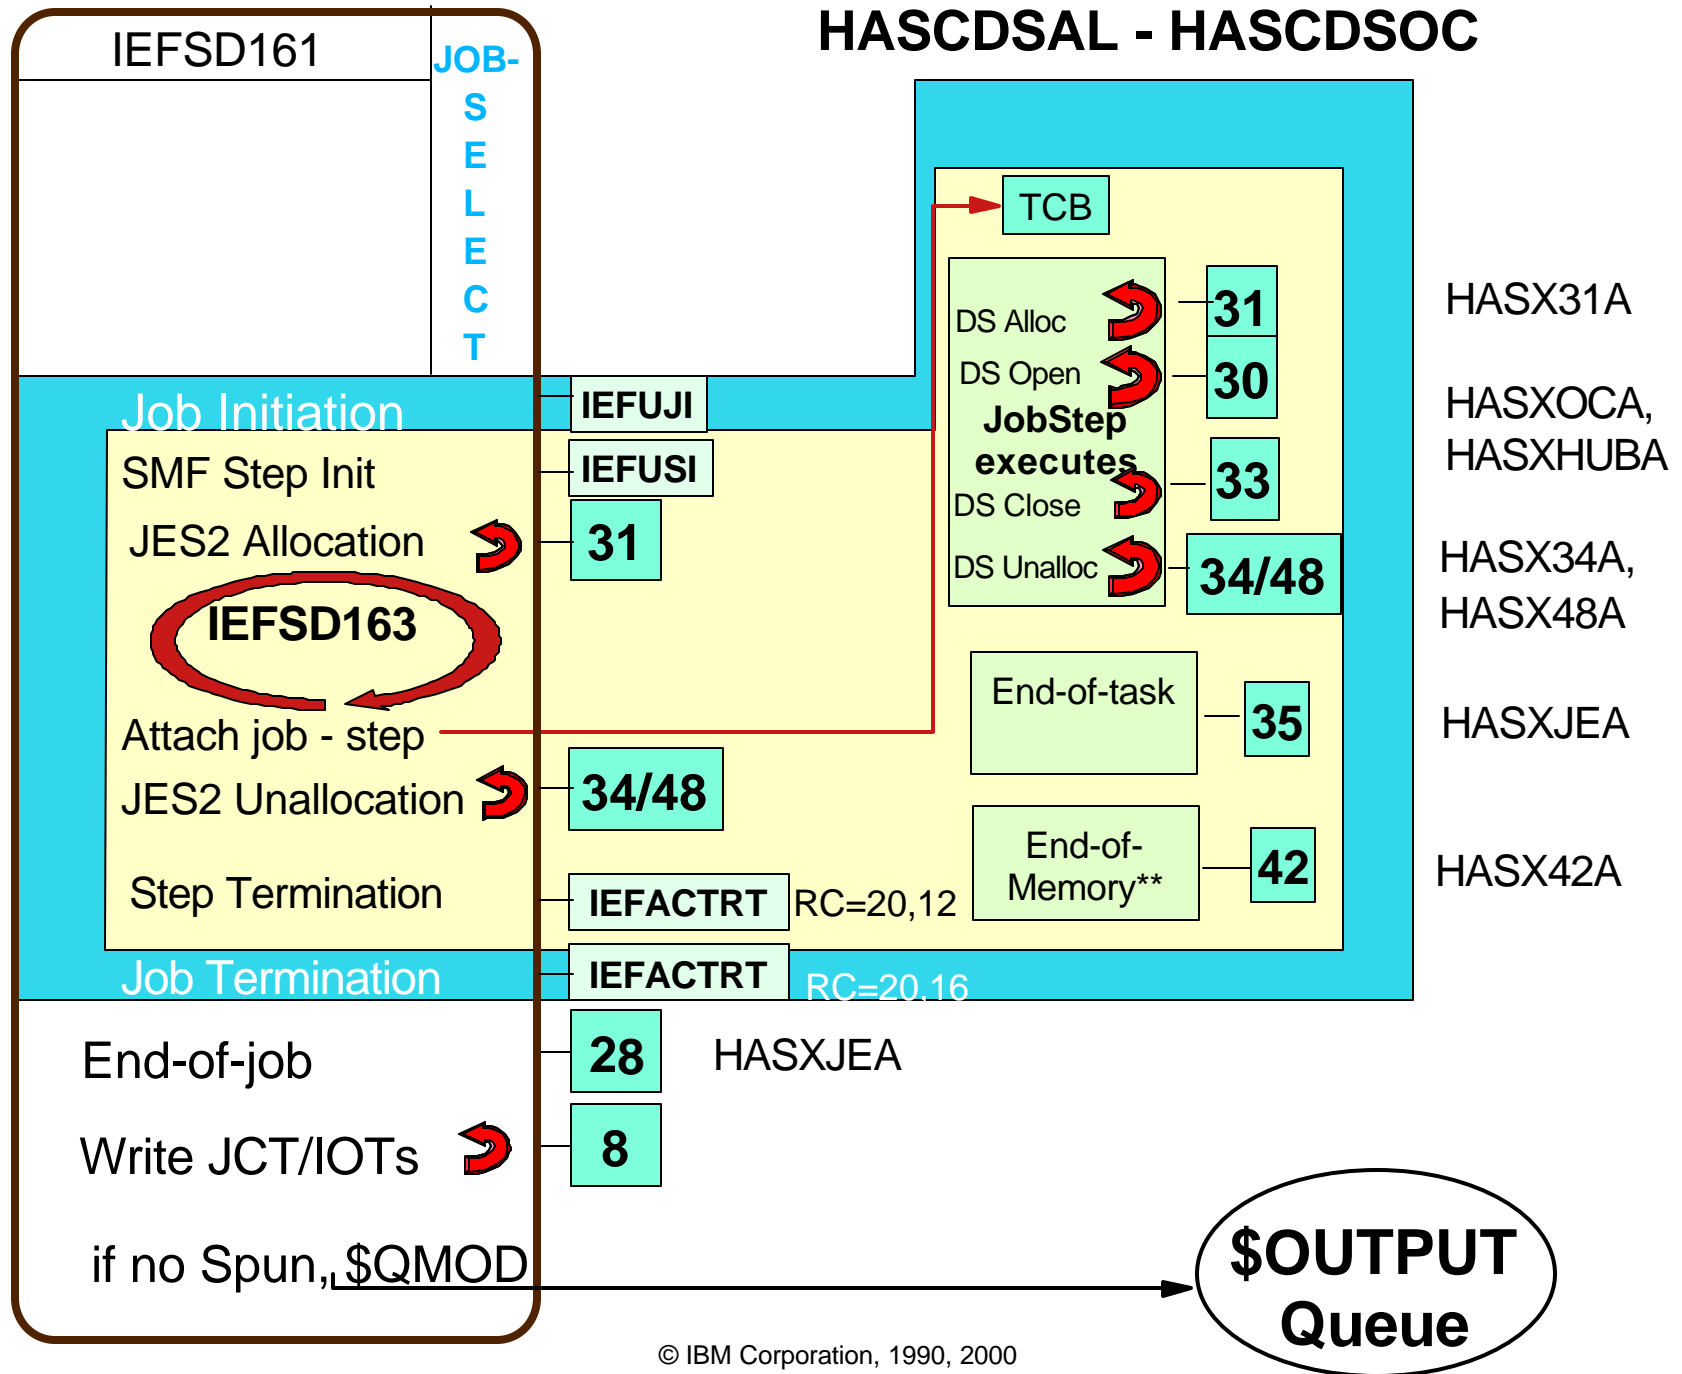 HASCDSAL - HASCDSOC
IEFSD161
JOB-
S
E
L
E
C
T
TCB
DS Alloc
31
HASX31A
DS Open
30
JobStep
executes
HASXOCA,
HASXHUBA
DS Close
33
DS Unalloc
34/48
HASX34A,
HASX48A
Job Initiation
IEFUJI
SMF Step Init
IEFUSI
JES2 Allocation
31
IEFSD163
Attach job - step
End-of-task
35
HASXJEA
JES2 Unallocation
34/48
End-of-
Memory**
42
HASX42A
Step Termination
IEFACTRT
RC=20,12
Job Termination
IEFACTRT
RC=20,16
End-of-job
28
HASXJEA
Write JCT/IOTs
8
if no Spun, $QMOD
$OUTPUT
Queue
© IBM Corporation, 1990, 2000